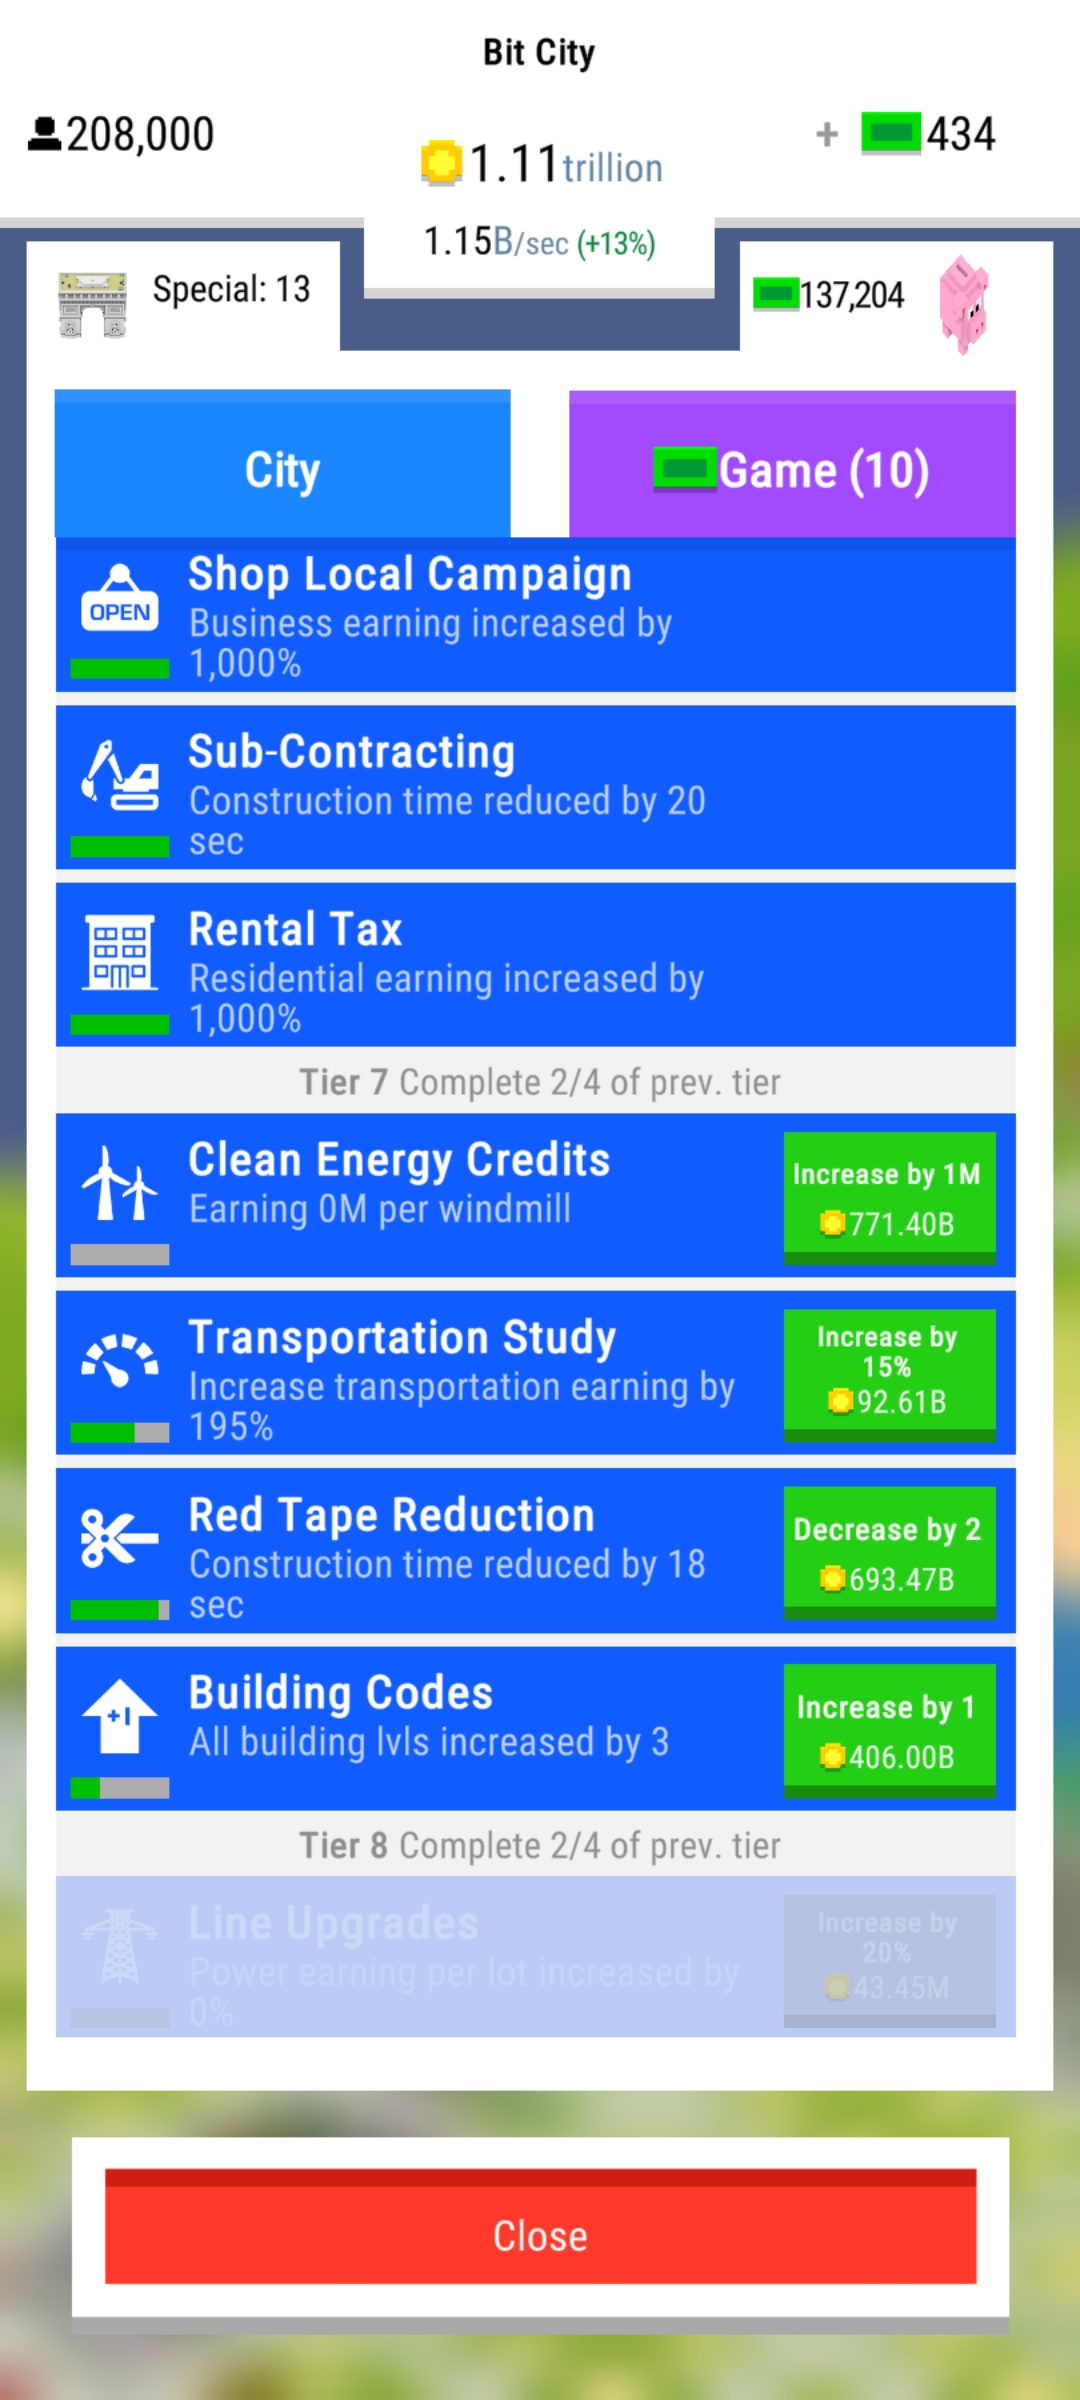 Bit City
208,000
1.11 trillion
+ 434
1.15B/sec (+13%)
Special: 13
137,204
City
Game (10)
OPEN
Shop Local Campaign
Business earning increased by
1,000%
Sub-Contracting
Construction time reduced by 20
sec
Rental Tax
Residential earning increased by
1,000%
Tier 7 Complete 2/4 of prev. tier
Clean Energy Credits
Earning 0M per windmill
Increase by 1M
771.40B
Transportation Study
Increase transportation earning by
195%
Increase by
15%
92.61B
Red Tape Reduction
Construction time reduced by 18
sec
Decrease by 2
693.47B
+1
Building Codes
All building lvls increased by 3
Increase by 1
406.00B
Tier 8 Complete 2/4 of prev. tier
Line Upgrades
Power earning per lot increased by
0%
Increase by
20%
43.45M
Close